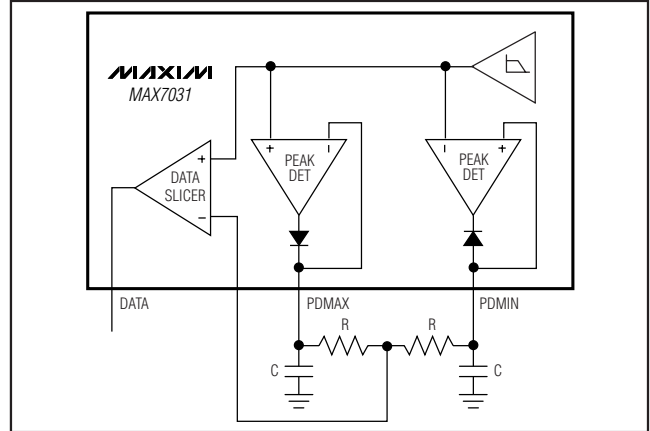 MAXIM
MAX7031
DATA
SLICER
+
−
PEAK
DET
+
−
PEAK
DET
−
+
DATA
PDMAX
PDMIN
R
R
C
C